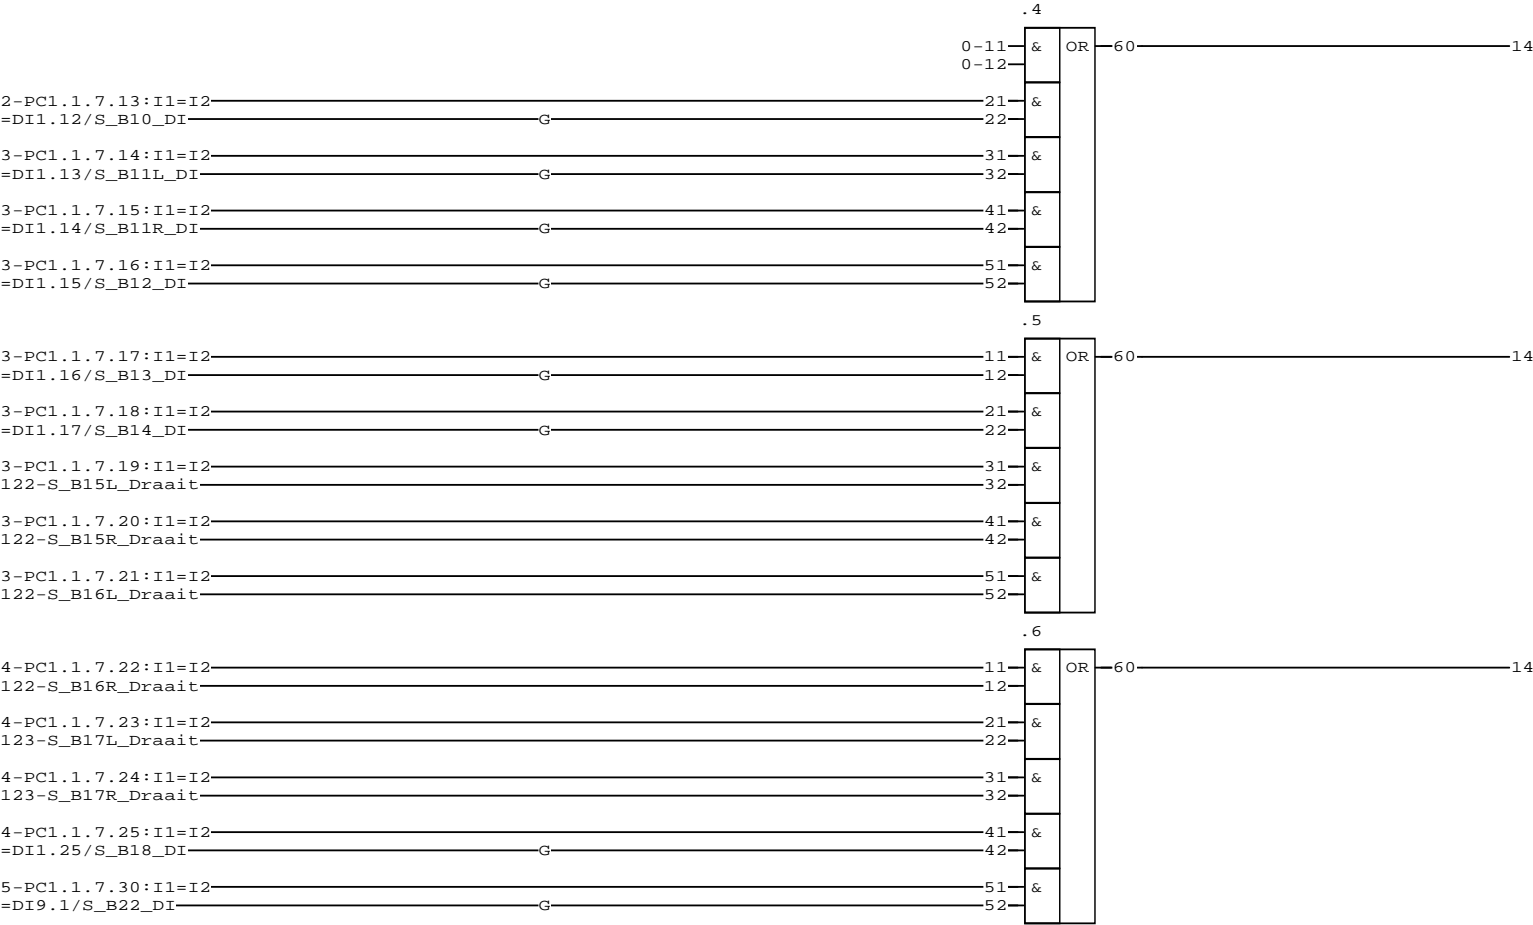 .4
0-11 & OR 60 14
0-12
2-PC1.1.7.13:I1=I2 21 &
=DI1.12/S_B10_DI G 22
3-PC1.1.7.14:I1=I2 31 &
=DI1.13/S_B11L_DI G 32
3-PC1.1.7.15:I1=I2 41 &
=DI1.14/S_B11R_DI G 42
3-PC1.1.7.16:I1=I2 51 &
=DI1.15/S_B12_DI G 52
.5
3-PC1.1.7.17:I1=I2 11 & OR 60 14
=DI1.16/S_B13_DI G 12
3-PC1.1.7.18:I1=I2 21 &
=DI1.17/S_B14_DI G 22
3-PC1.1.7.19:I1=I2 31 &
122-S_B15L_Draait 32
3-PC1.1.7.20:I1=I2 41 &
122-S_B15R_Draait 42
3-PC1.1.7.21:I1=I2 51 &
122-S_B16L_Draait 52
.6
4-PC1.1.7.22:I1=I2 11 & OR 60 14
122-S_B16R_Draait 12
4-PC1.1.7.23:I1=I2 21 &
123-S_B17L_Draait 22
4-PC1.1.7.24:I1=I2 31 &
123-S_B17R_Draait 32
4-PC1.1.7.25:I1=I2 41 &
=DI1.25/S_B18_DI G 42
5-PC1.1.7.30:I1=I2 51 &
=DI9.1/S_B22_DI G 52